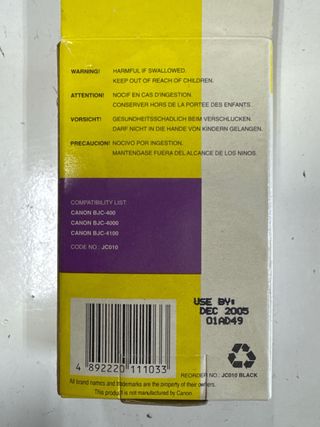 WARNING! HARMFUL IF SWALLOWED.
KEEP OUT OF REACH OF CHILDREN.
ATTENTION! NOCIF EN CAS D'INGESTION.
CONSERVER HORS DE LA PORTEE DES ENFANTS.
VORSICHT! GESUNDHEITSSCHADLICH BEIM VERSCHLUCKEN.
DARF NICHT IN DIE HANDE VON KINDERN GELANGEN.
PRECAUCION! NOCIVO POR INGESTION.
MANTENGASE FUERA DEL ALCANCE DE LOS NINOS.
COMPATIBILITY LIST:
CANON BJC-400
CANON BJC-4000
CANON BJC-4100
CODE NO : JC010
USE BY:
DEC 2005
01AD49
4 892220 111033
REORDER NO.: JC010 BLACK
All brand names and trademarks are the property of their owners.
This product is not manufactured by Canon.